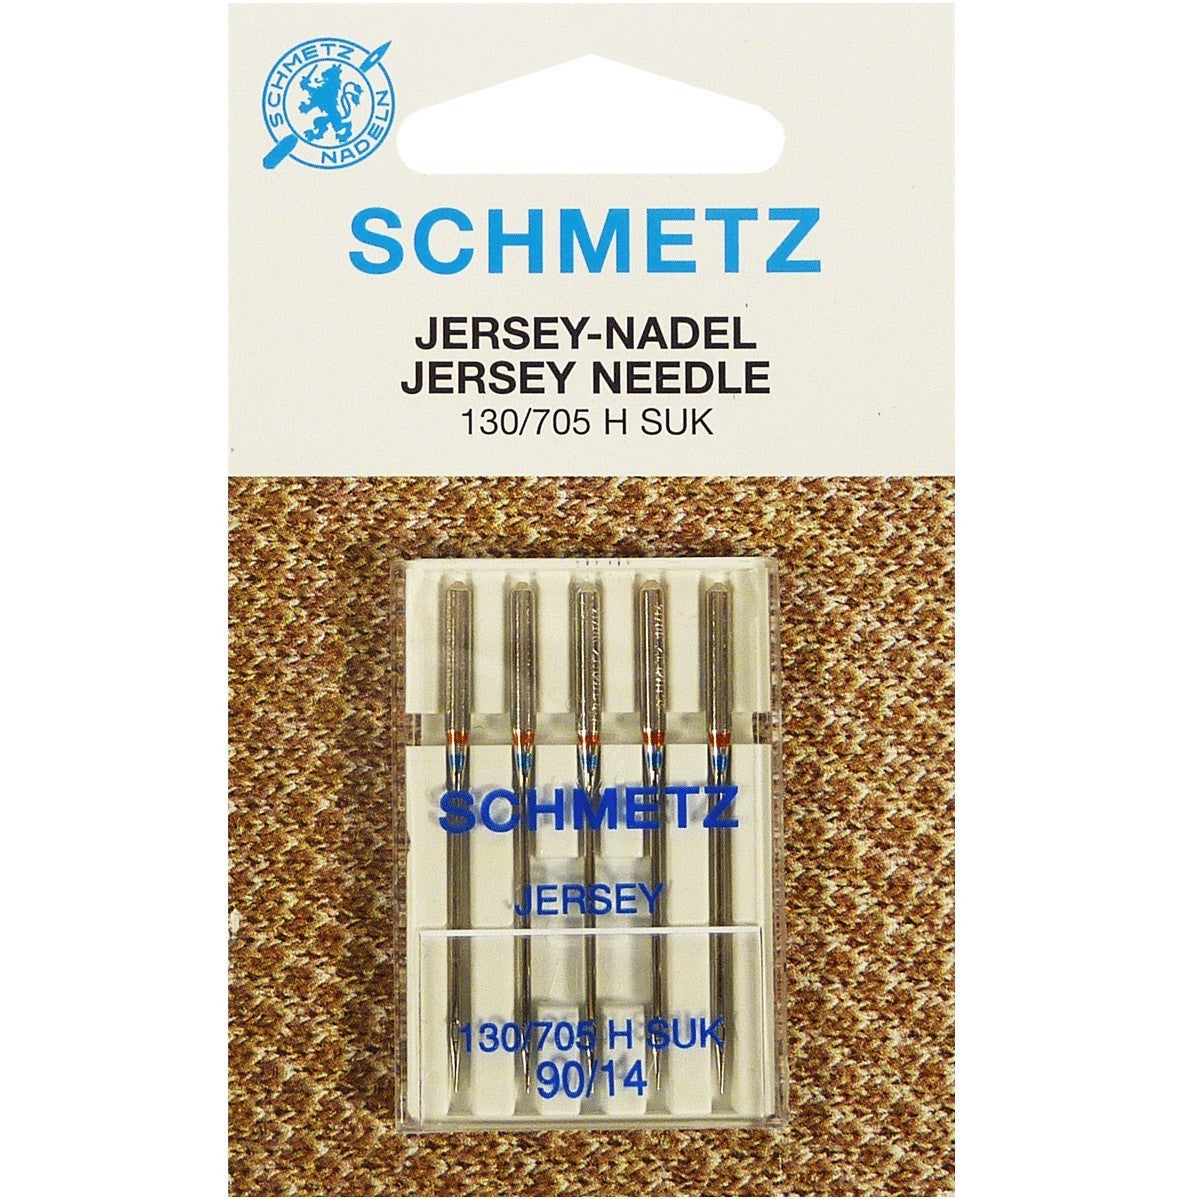 SCHMETZ
NADELN
SCHMETZ
JERSEY-NADEL
JERSEY NEEDLE
130/705 H SUK
SCHMETZ
JERSEY
130/705 H SUK
90/14